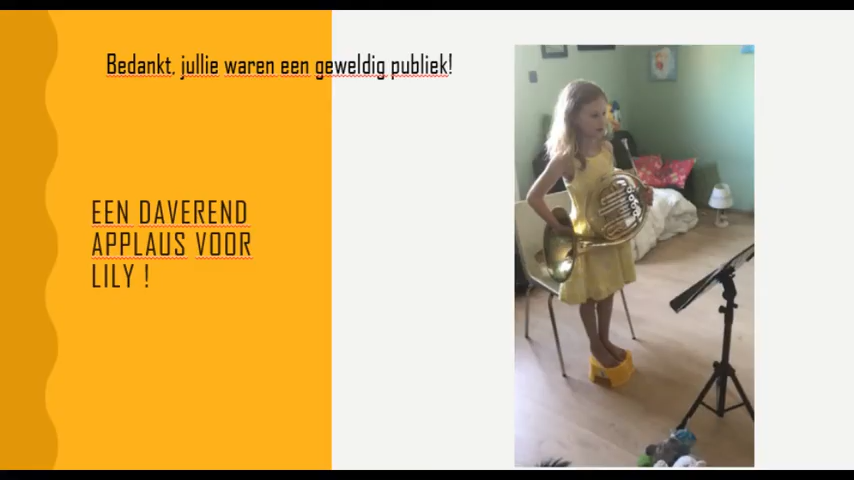 Bedankt, jullie waren een geweldig publiek!
EEN DAVEREND
APPLAUS VOOR
LILY !